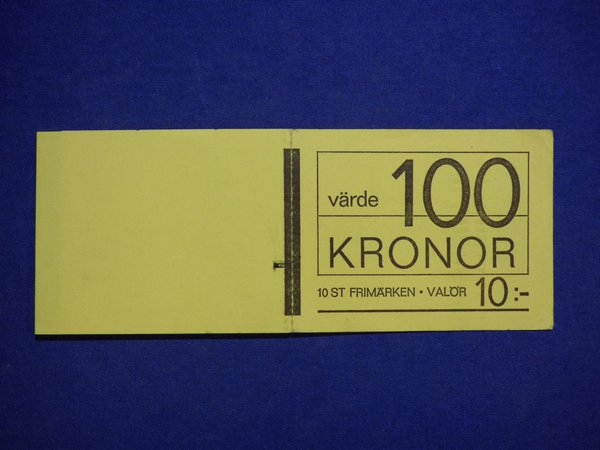 värde 100
KRONOR
10 ST FRIMÄRKEN • VALÖR 10:-